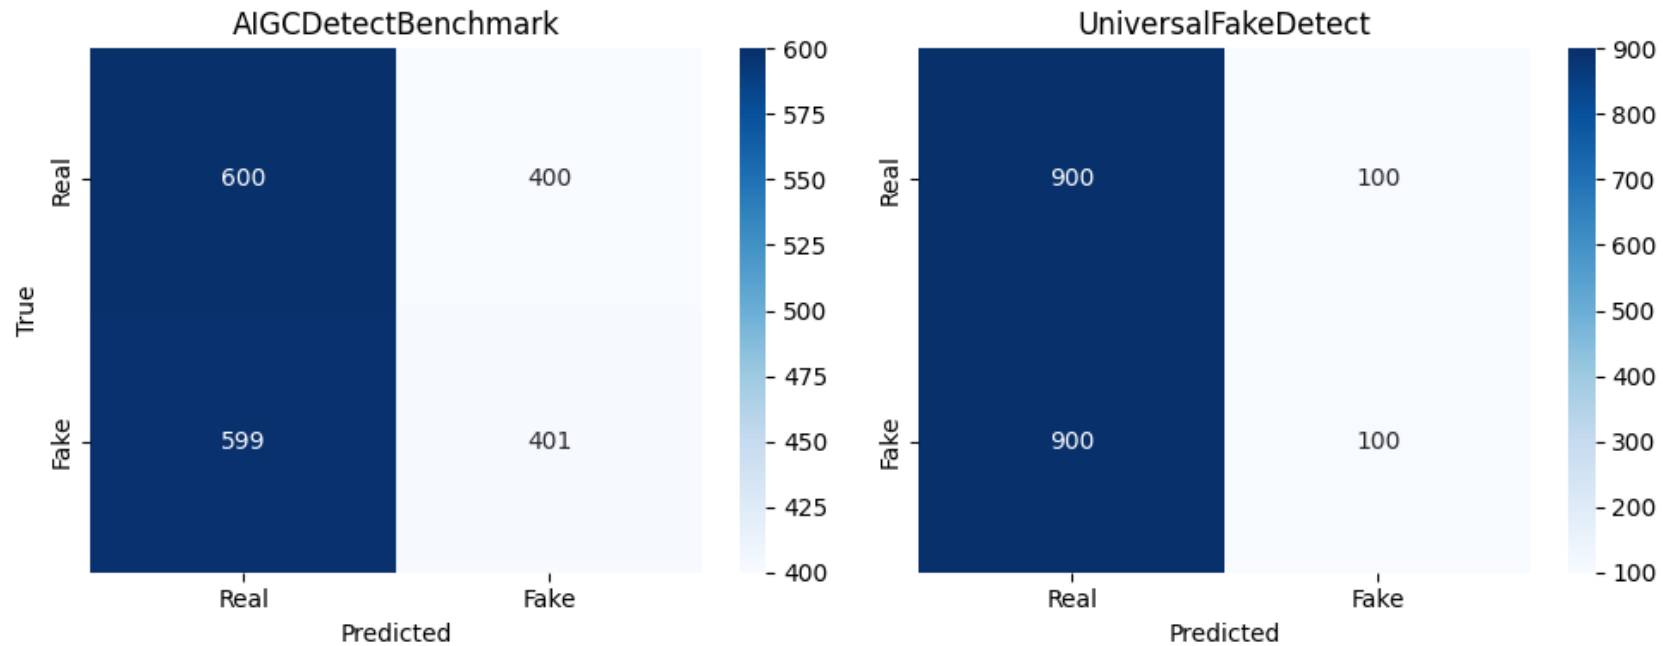 AIGCDetectBenchmark
True
Real
Fake
600 400
599 401
Real Fake
Predicted
600
575
550
525
500
475
450
425
400
UniversalFakeDetect
Real
Fake
900 100
900 100
Real Fake
Predicted
900
800
700
600
500
400
300
200
100